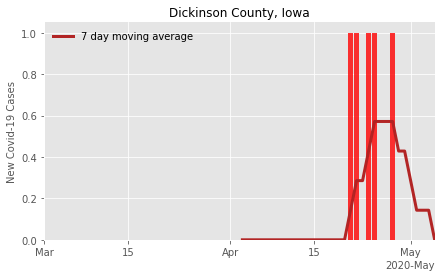 Dickinson County, Iowa
7 day moving average
New Covid-19 Cases
1.0
0.8
0.6
0.4
0.2
0.0
Mar 15 Apr 15 May
2020-May